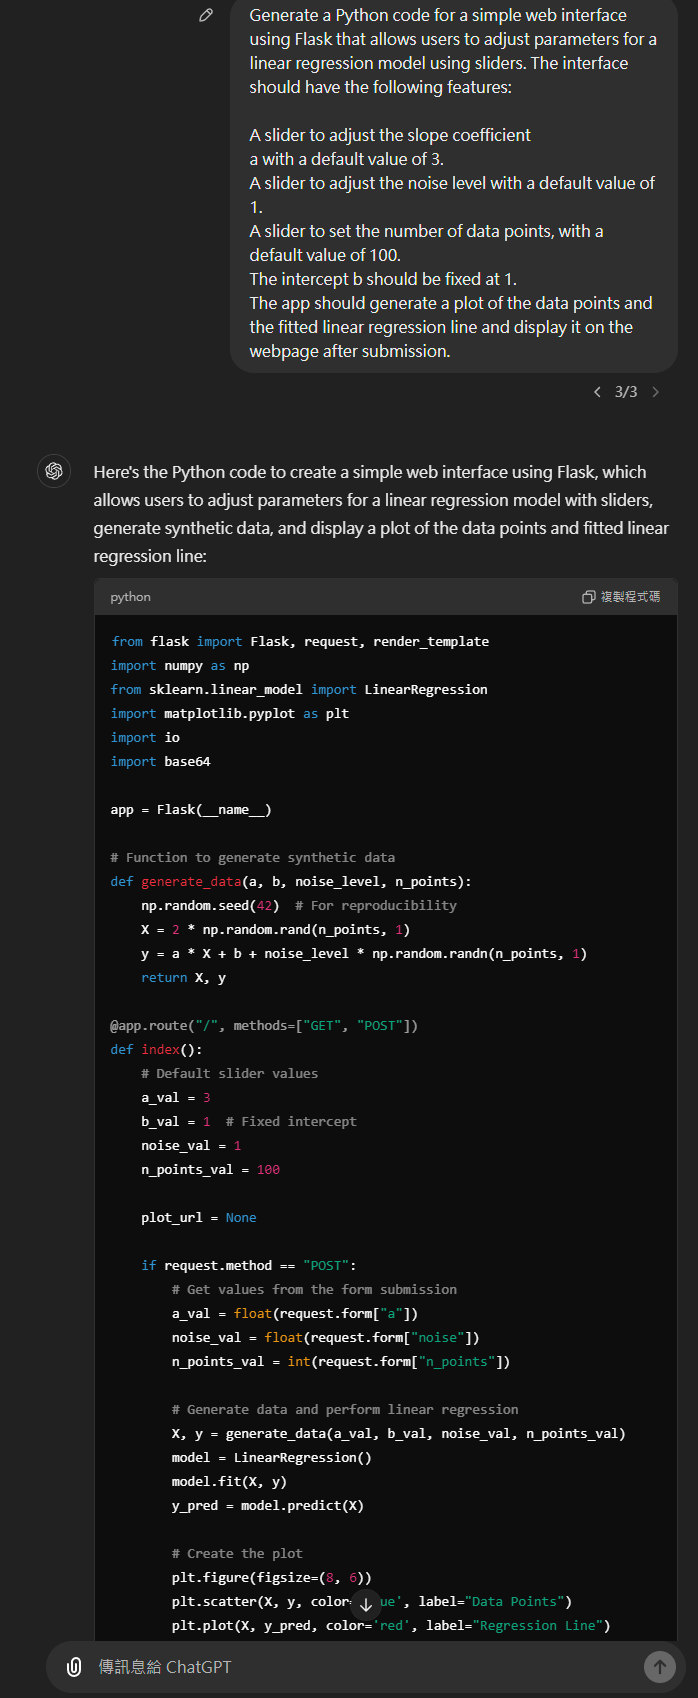 Generate a Python code for a simple web interface
using Flask that allows users to adjust parameters for a
linear regression model using sliders. The interface
should have the following features:
A slider to adjust the slope coefficient
a with a default value of 3.
A slider to adjust the noise level with a default value of
1.
A slider to set the number of data points, with a
default value of 100.
The intercept b should be fixed at 1.
The app should generate a plot of the data points and
the fitted linear regression line and display it on the
webpage after submission.
3/3
Here's the Python code to create a simple web interface using Flask, which
allows users to adjust parameters for a linear regression model with sliders,
generate synthetic data, and display a plot of the data points and fitted linear
regression line:
python 複製程式碼
from flask import Flask, request, render_template
import numpy as np
from sklearn.linear_model import LinearRegression
import matplotlib.pyplot as plt
import io
import base64
app = Flask(__name__)
# Function to generate synthetic data
def generate_data(a, b, noise_level, n_points):
    np.random.seed(42)  # For reproducibility
    X = 2 * np.random.rand(n_points, 1)
    y = a * X + b + noise_level * np.random.randn(n_points, 1)
    return X, y
@app.route("/", methods=["GET", "POST"])
def index():
    # Default slider values
    a_val = 3
    b_val = 1  # Fixed intercept
    noise_val = 1
    n_points_val = 100
    plot_url = None
    if request.method == "POST":
        # Get values from the form submission
        a_val = float(request.form["a"])
        noise_val = float(request.form["noise"])
        n_points_val = int(request.form["n_points"])
        # Generate data and perform linear regression
        X, y = generate_data(a_val, b_val, noise_val, n_points_val)
        model = LinearRegression()
        model.fit(X, y)
        y_pred = model.predict(X)
        # Create the plot
        plt.figure(figsize=(8, 6))
        plt.scatter(X, y, color= ue', label="Data Points")
        plt.plot(X, y_pred, color='red', label="Regression Line")
傳訊息給 ChatGPT